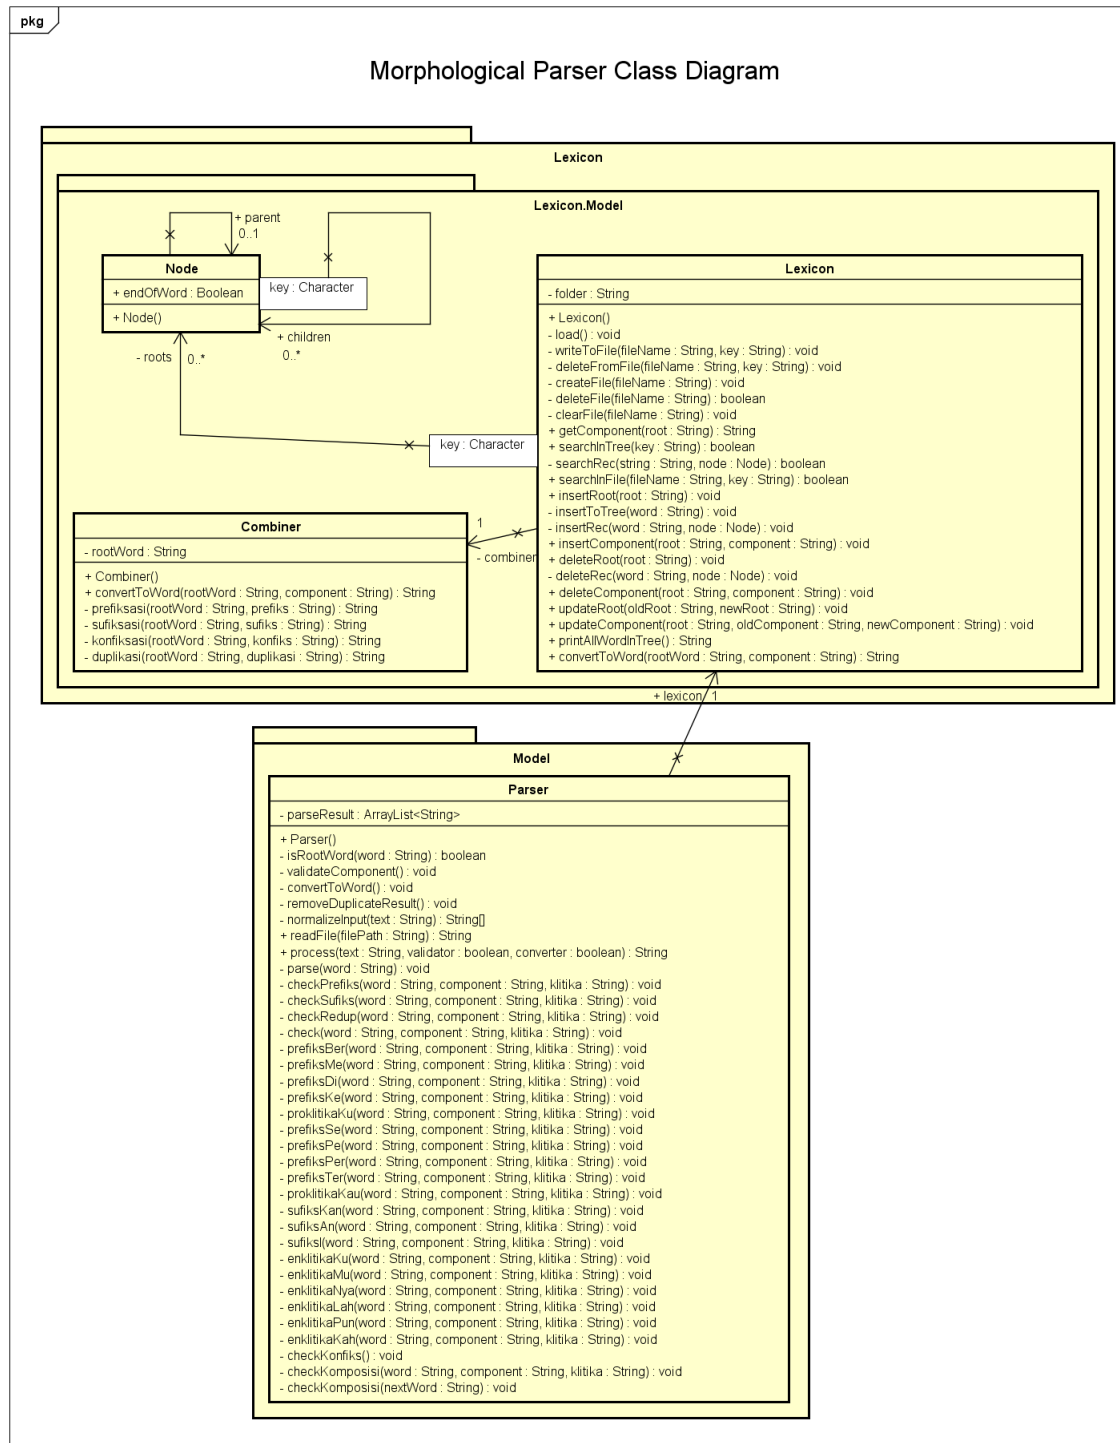 pkg
Morphological Parser Class Diagram
Lexicon
Lexicon.Model
+ parent
0..1
Node
+ endOfWord : Boolean
+ Node()
key : Character
+ children
0..*
- roots
0..*
key : Character
Lexicon
- folder : String
+ Lexicon()
- load() : void
- writeToFile(fileName : String, key : String) : void
- deleteFromFile(fileName : String, key : String) : void
- createFile(fileName : String) : void
- deleteFile(fileName : String) : boolean
- clearFile(fileName : String) : void
+ getComponent(root : String) : String
+ searchInTree(key : String) : boolean
- searchRec(string : String, node : Node) : boolean
+ searchInFile(fileName : String, key : String) : boolean
+ insertRoot(root : String) : void
- insertToTree(word : String) : void
- insertRec(word : String, node : Node) : void
+ insertComponent(root : String, component : String) : void
+ deleteRoot(root : String) : void
- deleteRec(word : String, node : Node) : void
+ deleteComponent(root : String, component : String) : void
+ updateRoot(oldRoot : String, newRoot : String) : void
+ updateComponent(root : String, oldComponent : String, newComponent : String) : void
+ printAllWordInTree() : String
+ convertToWord(rootWord : String, component : String) : String
1
- combiner
Combiner
- rootWord : String
+ Combiner()
+ convertToWord(rootWord : String, component : String) : String
- prefiksasi(rootWord : String, prefiks : String) : String
- sufiksasi(rootWord : String, sufiks : String) : String
- konfiksasi(rootWord : String, konfiks : String) : String
- duplikasi(rootWord : String, duplikasi : String) : String
+ lexicon 1
Model
Parser
- parseResult : ArrayList<String>
+ Parser()
- isRootWord(word : String) : boolean
- validateComponent() : void
- convertToWord() : void
- removeDuplicateResult() : void
- normalizeInput(text : String) : String[]
+ readFile(filePath : String) : String
+ process(text : String, validator : boolean, converter : boolean) : String
- parse(word : String) : void
- checkPrefiks(word : String, component : String, klitika : String) : void
- checkSufiks(word : String, component : String, klitika : String) : void
- checkRedup(word : String, component : String, klitika : String) : void
- check(word : String, component : String, klitika : String) : void
- prefiksBer(word : String, component : String, klitika : String) : void
- prefiksMe(word : String, component : String, klitika : String) : void
- prefiksDi(word : String, component : String, klitika : String) : void
- prefiksKe(word : String, component : String, klitika : String) : void
- proklitikaKu(word : String, component : String, klitika : String) : void
- prefiksSe(word : String, component : String, klitika : String) : void
- prefiksPe(word : String, component : String, klitika : String) : void
- prefiksPer(word : String, component : String, klitika : String) : void
- prefiksTer(word : String, component : String, klitika : String) : void
- proklitikaKau(word : String, component : String, klitika : String) : void
- sufiksKan(word : String, component : String, klitika : String) : void
- sufiksAn(word : String, component : String, klitika : String) : void
- sufiksI(word : String, component : String, klitika : String) : void
- enklitikaKu(word : String, component : String, klitika : String) : void
- enklitikaMu(word : String, component : String, klitika : String) : void
- enklitikaNya(word : String, component : String, klitika : String) : void
- enklitikaLah(word : String, component : String, klitika : String) : void
- enklitikaPun(word : String, component : String, klitika : String) : void
- enklitikaKah(word : String, component : String, klitika : String) : void
- checkKonfiks() : void
- checkKomposisi(word : String, component : String, klitika : String) : void
- checkKomposisi(nextWord : String) : void